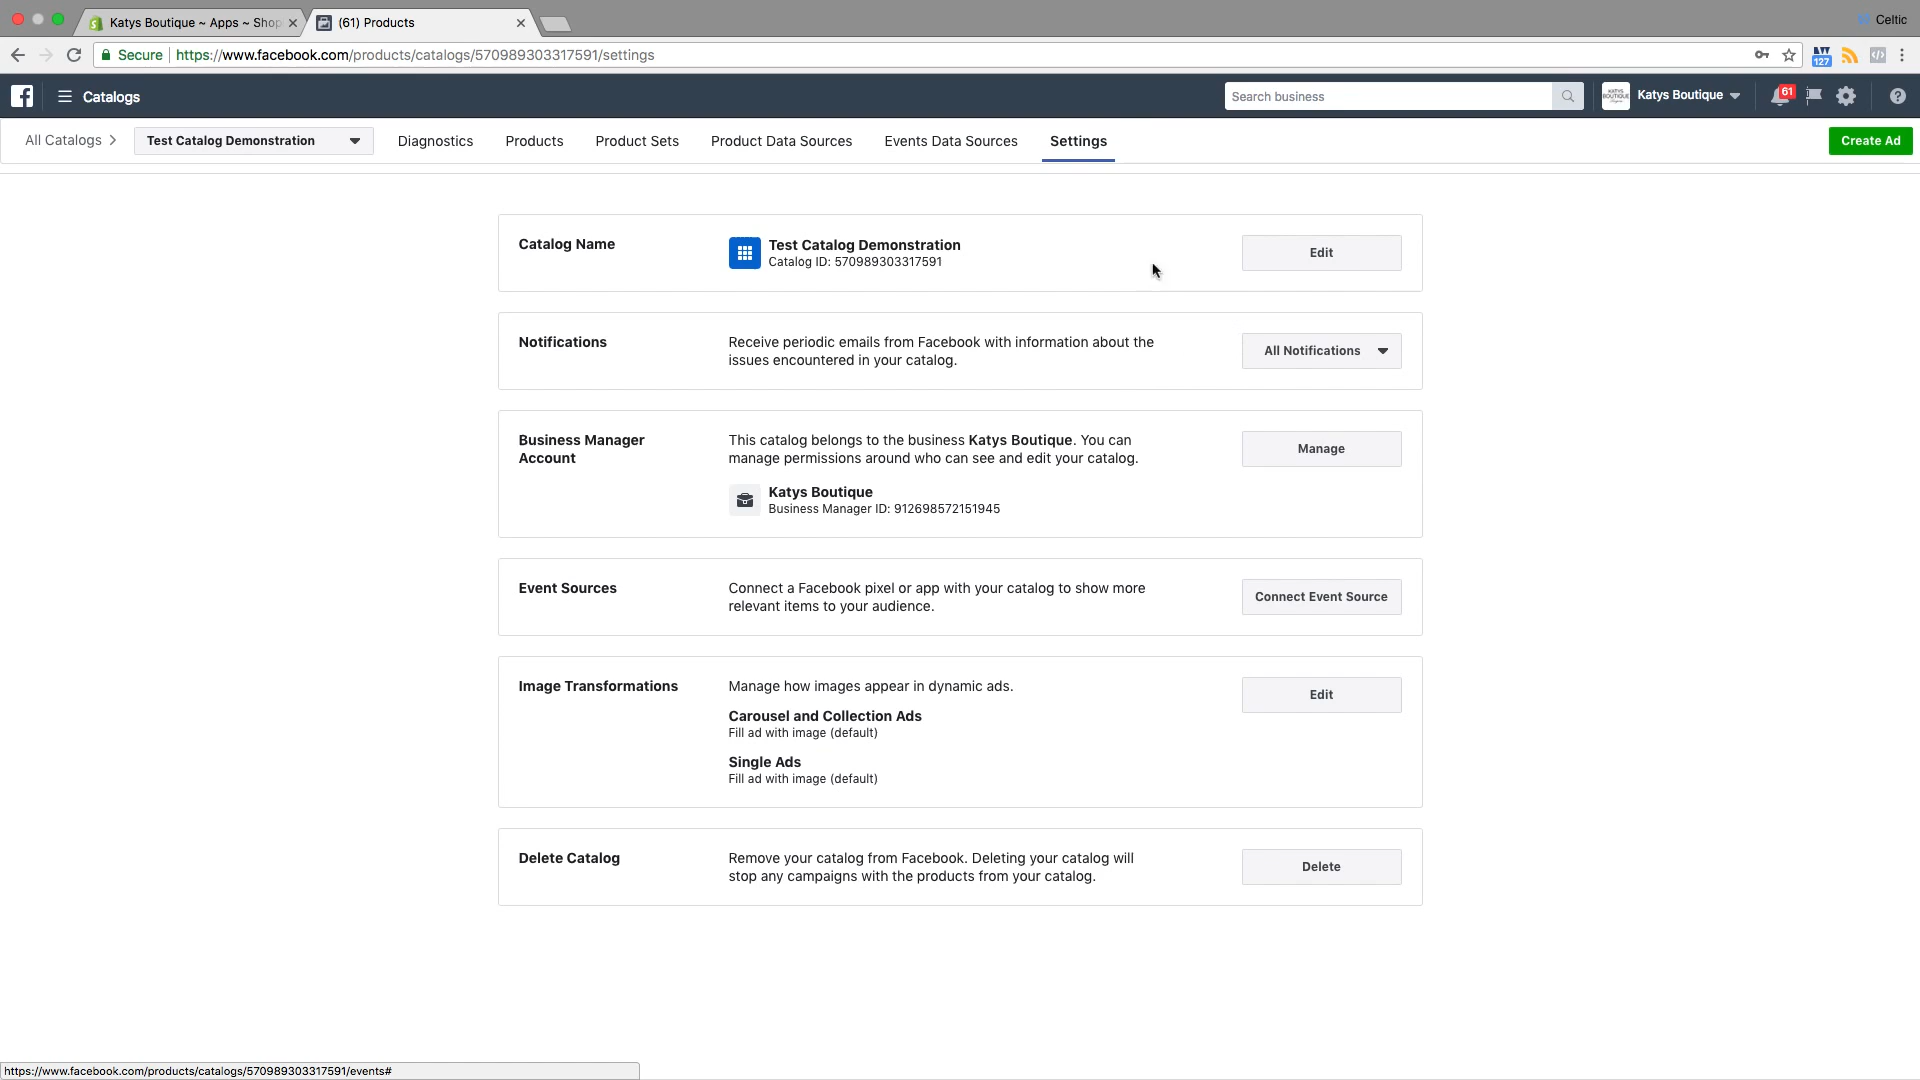 Katys Boutique ~ Apps ~ Shop
(61) Products
Celtic
Secure
https://www.facebook.com/products/catalogs/570989303317591/settings
127
Catalogs
Search business
Katys Boutique
61
All Catalogs
Test Catalog Demonstration
Diagnostics
Products
Product Sets
Product Data Sources
Events Data Sources
Settings
Create Ad
Catalog Name
Test Catalog Demonstration
Catalog ID: 570989303317591
Edit
Notifications
Receive periodic emails from Facebook with information about the
issues encountered in your catalog.
All Notifications
Business Manager
Account
This catalog belongs to the business Katys Boutique. You can
manage permissions around who can see and edit your catalog.
Manage
Katys Boutique
Business Manager ID: 912698572151945
Event Sources
Connect a Facebook pixel or app with your catalog to show more
relevant items to your audience.
Connect Event Source
Image Transformations
Manage how images appear in dynamic ads.
Edit
Carousel and Collection Ads
Fill ad with image (default)
Single Ads
Fill ad with image (default)
Delete Catalog
Remove your catalog from Facebook. Deleting your catalog will
stop any campaigns with the products from your catalog.
Delete
https://www.facebook.com/products/catalogs/570989303317591/events#